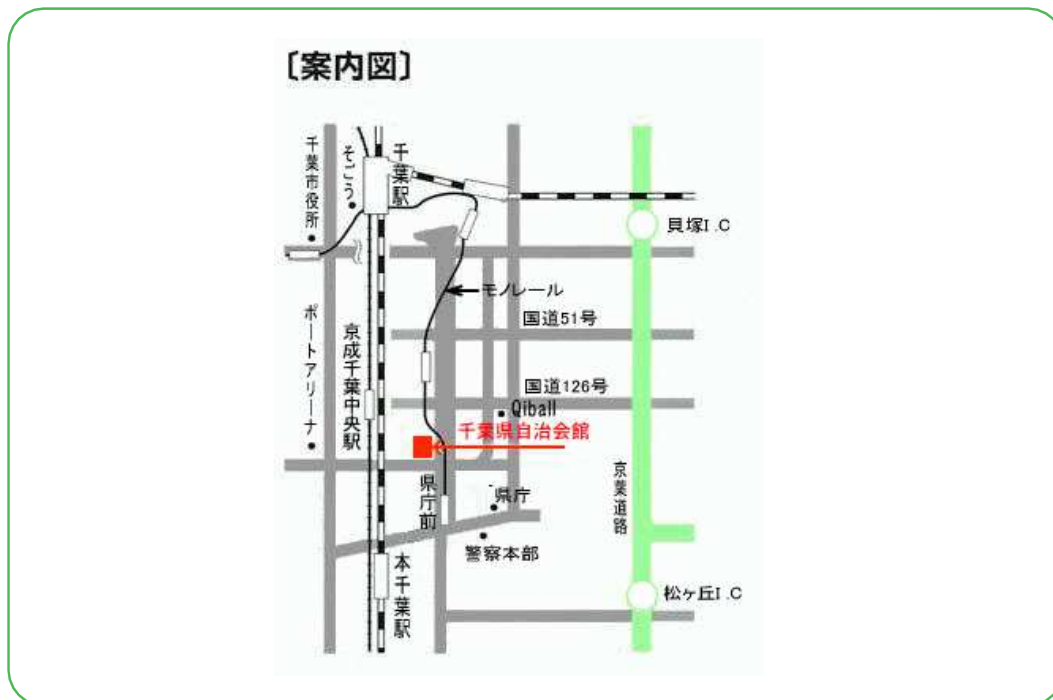 〔案内図〕
千葉市役所
そごう
千葉駅
貝塚I.C
モノレール
国道51号
ポートアリーナ
京成千葉中央駅
国道126号
Qiball
千葉県自治会館
県庁前
県庁
京葉道路
警察本部
本千葉駅
松ヶ丘I.C